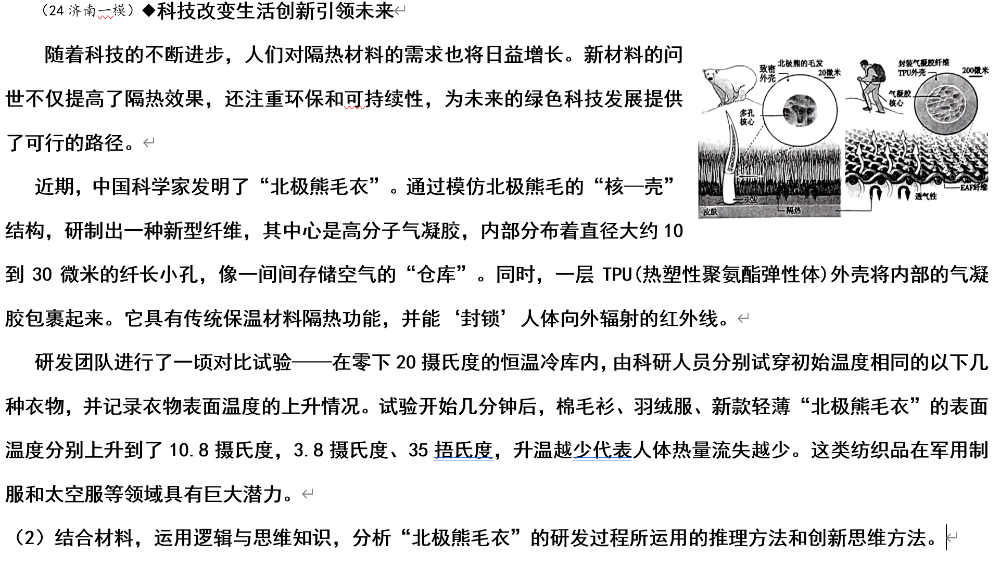 （24 济南一模）◆科技改变生活创新引领未来
随着科技的不断进步，人们对隔热材料的需求也将日益增长。新材料的问
世不仅提高了隔热效果，还注重环保和可持续性，为未来的绿色科技发展提供
了可行的路径。
近期，中国科学家发明了“北极熊毛衣”。通过模仿北极熊毛的“核—壳”
结构，研制出一种新型纤维，其中心是高分子气凝胶，内部分布着直径大约 10
到 30 微米的纤长小孔，像一间间存储空气的“仓库”。同时，一层 TPU(热塑性聚氨酯弹性体)外壳将内部的气凝
胶包裹起来。它具有传统保温材料隔热功能，并能‘封锁’人体向外辐射的红外线。
研发团队进行了一顷对比试验——在零下 20 摄氏度的恒温冷库内，由科研人员分别试穿初始温度相同的以下几
种衣物，并记录衣物表面温度的上升情况。试验开始几分钟后，棉毛衫、羽绒服、新款轻薄“北极熊毛衣”的表面
温度分别上升到了 10.8 摄氏度，3.8 摄氏度、35 捂氏度，升温越少代表人体热量流失越少。这类纺织品在军用制
服和太空服等领域具有巨大潜力。
（2）结合材料，运用逻辑与思维知识，分析“北极熊毛衣”的研发过程所运用的推理方法和创新思维方法。
北极熊的毛发
致密
外壳
20微米
多孔
核心
皮肤
隔热
封装气凝胶纤维
TPU外壳
200微米
气凝胶
核心
EAF纤维
透气性